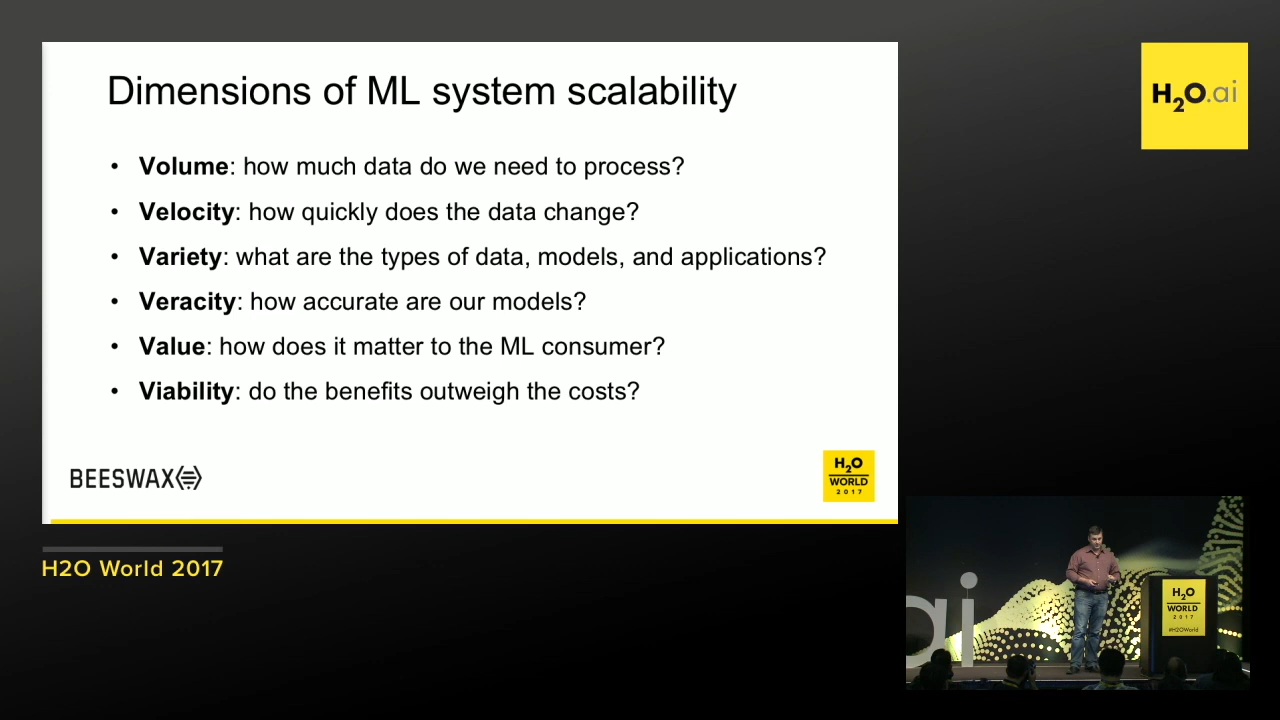 Dimensions of ML system scalability
• Volume: how much data do we need to process?
• Velocity: how quickly does the data change?
• Variety: what are the types of data, models, and applications?
• Veracity: how accurate are our models?
• Value: how does it matter to the ML consumer?
• Viability: do the benefits outweigh the costs?
BEESWAX
H2O
WORLD
2017
H2O.ai
H2O World 2017
ai
H2O
WORLD
2017
#H2OWorld